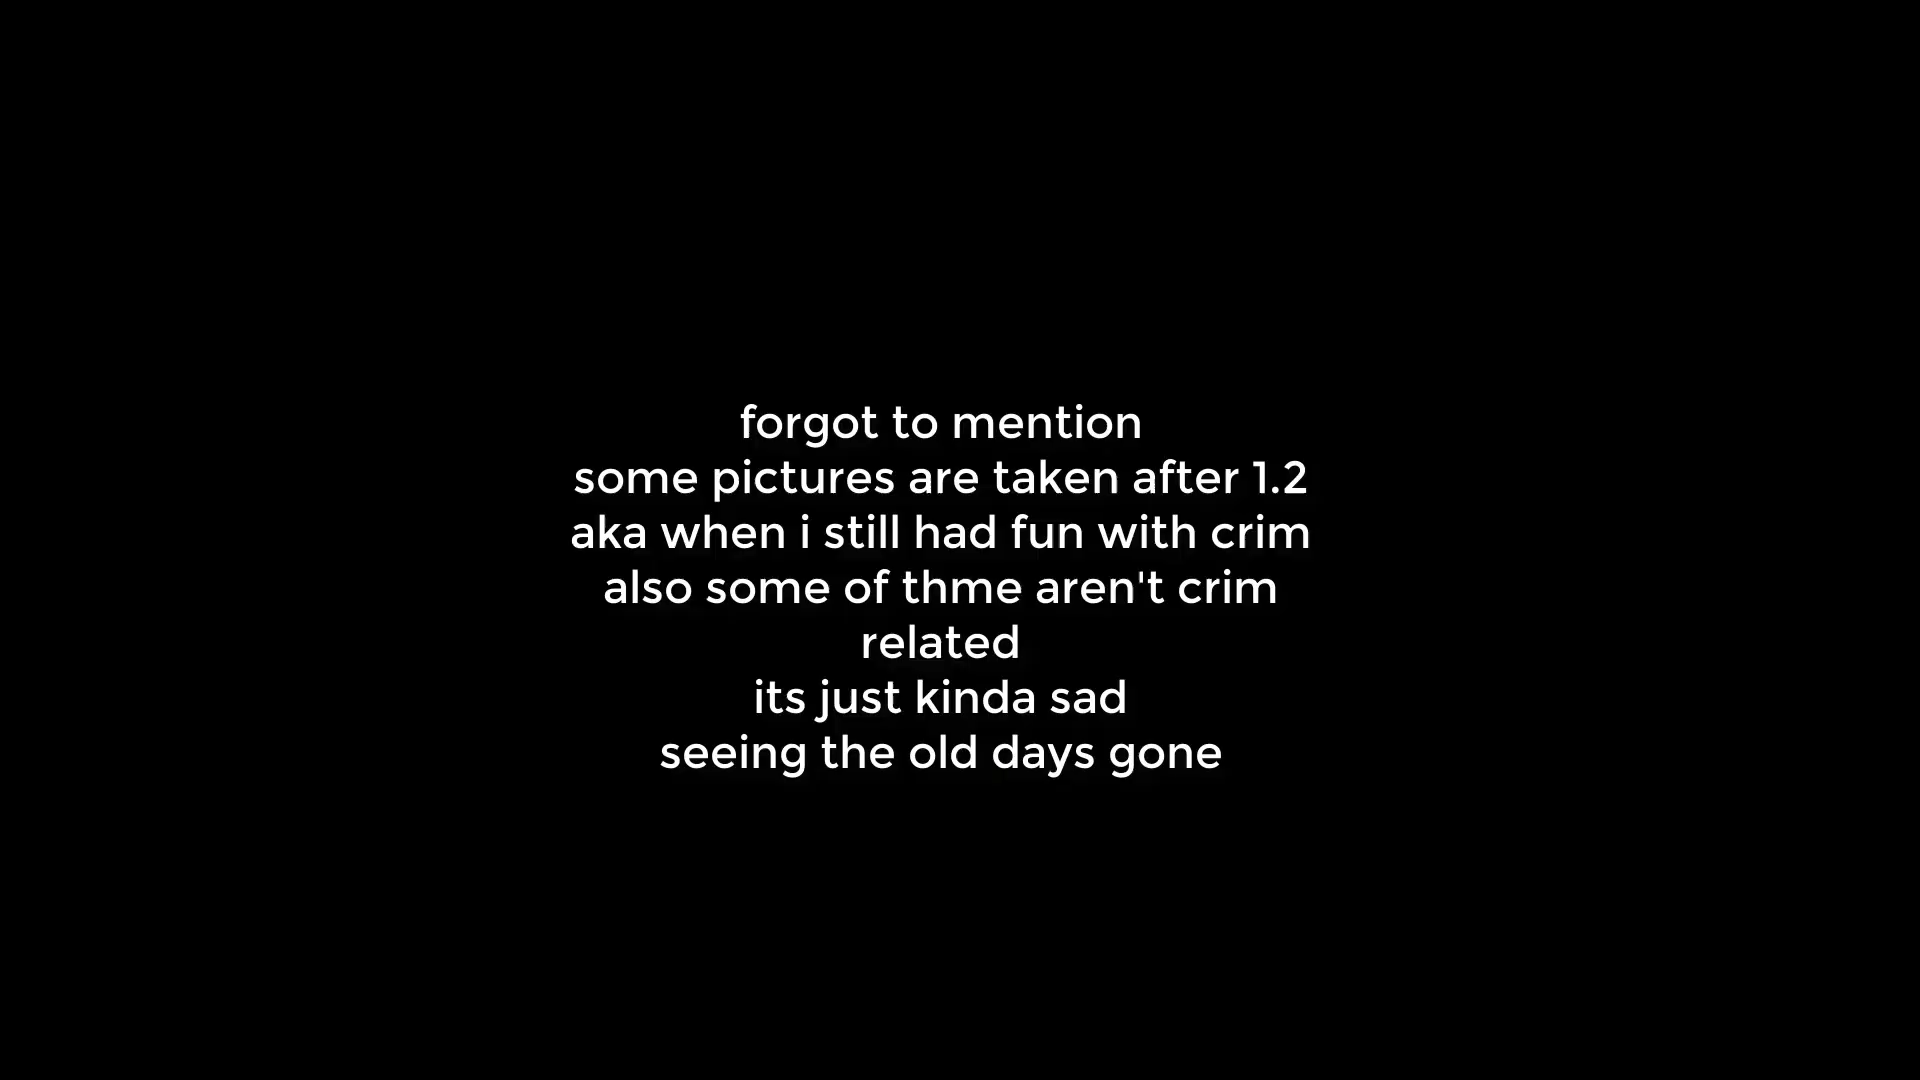 forgot to mention
some pictures are taken after 1.2
aka when i still had fun with crim
also some of thme aren't crim
related
its just kinda sad
seeing the old days gone